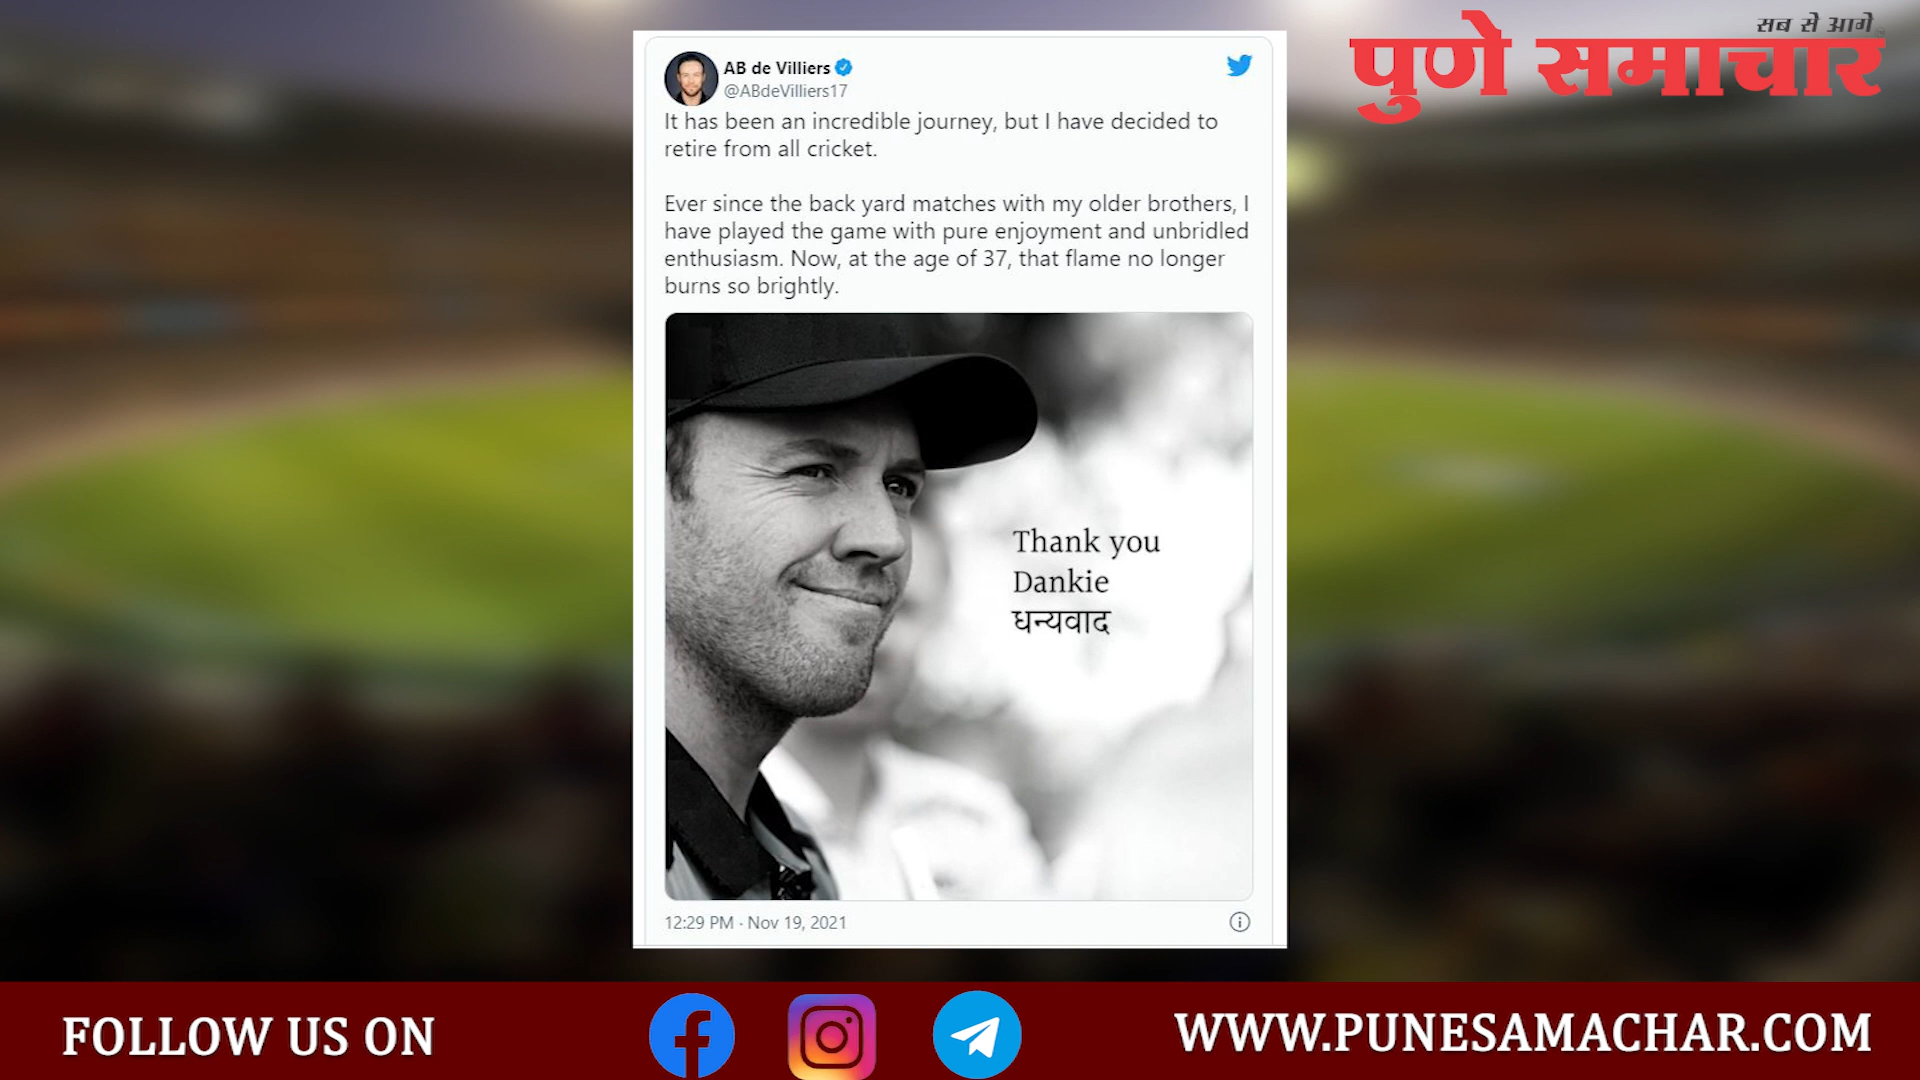 सब से आगे
पुणे समाचार
AB de Villiers
@ABdeVilliers17
It has been an incredible journey, but I have decided to
retire from all cricket.
Ever since the back yard matches with my older brothers, I
have played the game with pure enjoyment and unbridled
enthusiasm. Now, at the age of 37, that flame no longer
burns so brightly.
Thank you
Dankie
धन्यवाद
12:29 PM · Nov 19, 2021
FOLLOW US ON
WWW.PUNESAMACHAR.COM